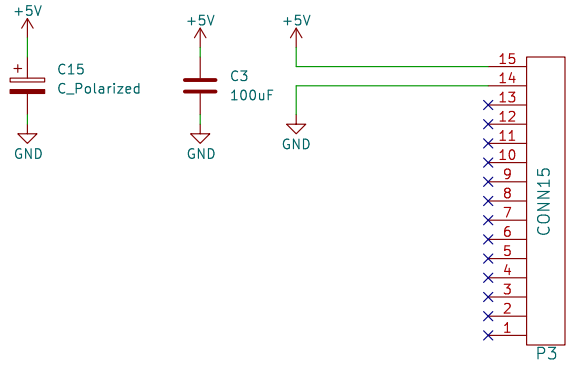 +5V
+5V
+5V
+
C15
C_Polarized
C3
100uF
GND
GND
GND
15
14
13
12
11
10
9
8
7
6
5
4
3
2
1
CONN15
P3